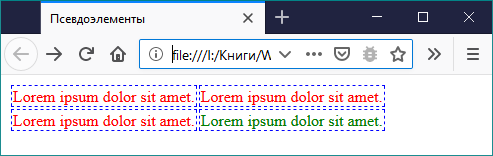 Псевдоэлементы
file:///I:/Книги/W
Lorem ipsum dolor sit amet. Lorem ipsum dolor sit amet.
Lorem ipsum dolor sit amet. Lorem ipsum dolor sit amet.